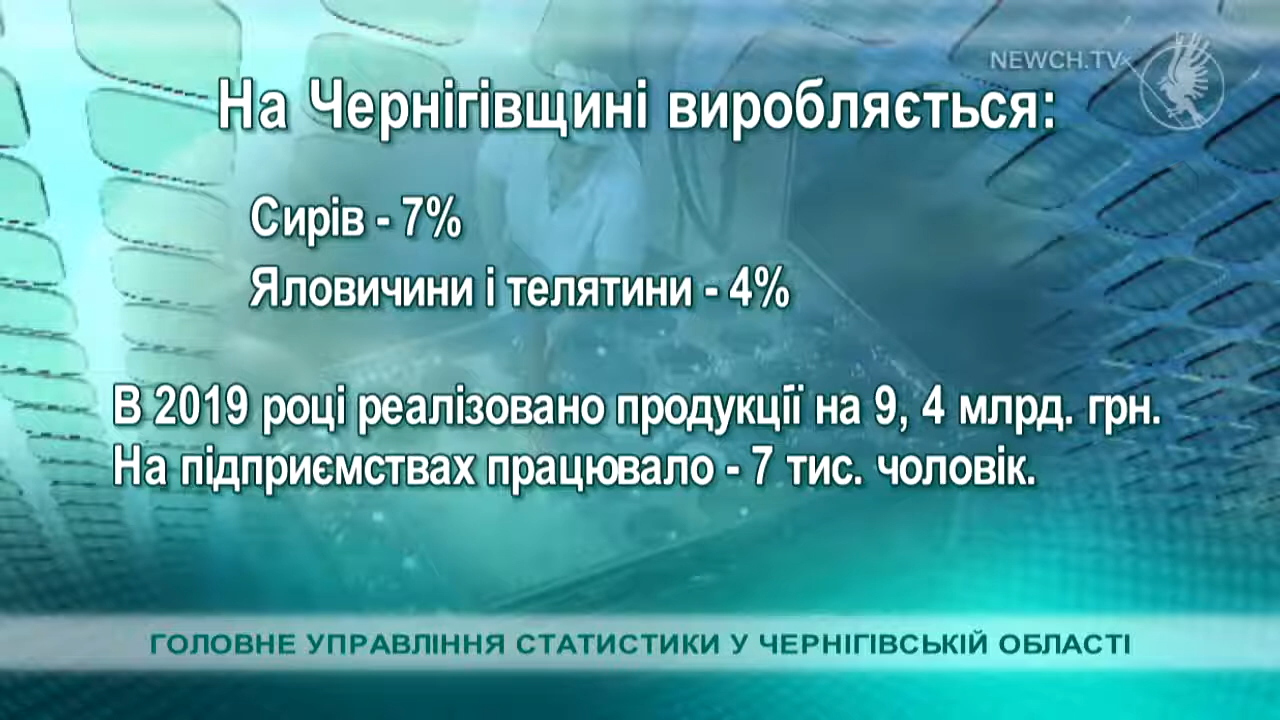 NEWCH.TV
На Чернігівщині виробляється:
Сирів - 7%
Яловичини і телятини - 4%
В 2019 році реалізовано продукції на 9, 4 млрд. грн.
На підприємствах працювало - 7 тис. чоловік.
ГОЛОВНЕ УПРАВЛІННЯ СТАТИСТИКИ У ЧЕРНІГІВСЬКІЙ ОБЛАСТІ